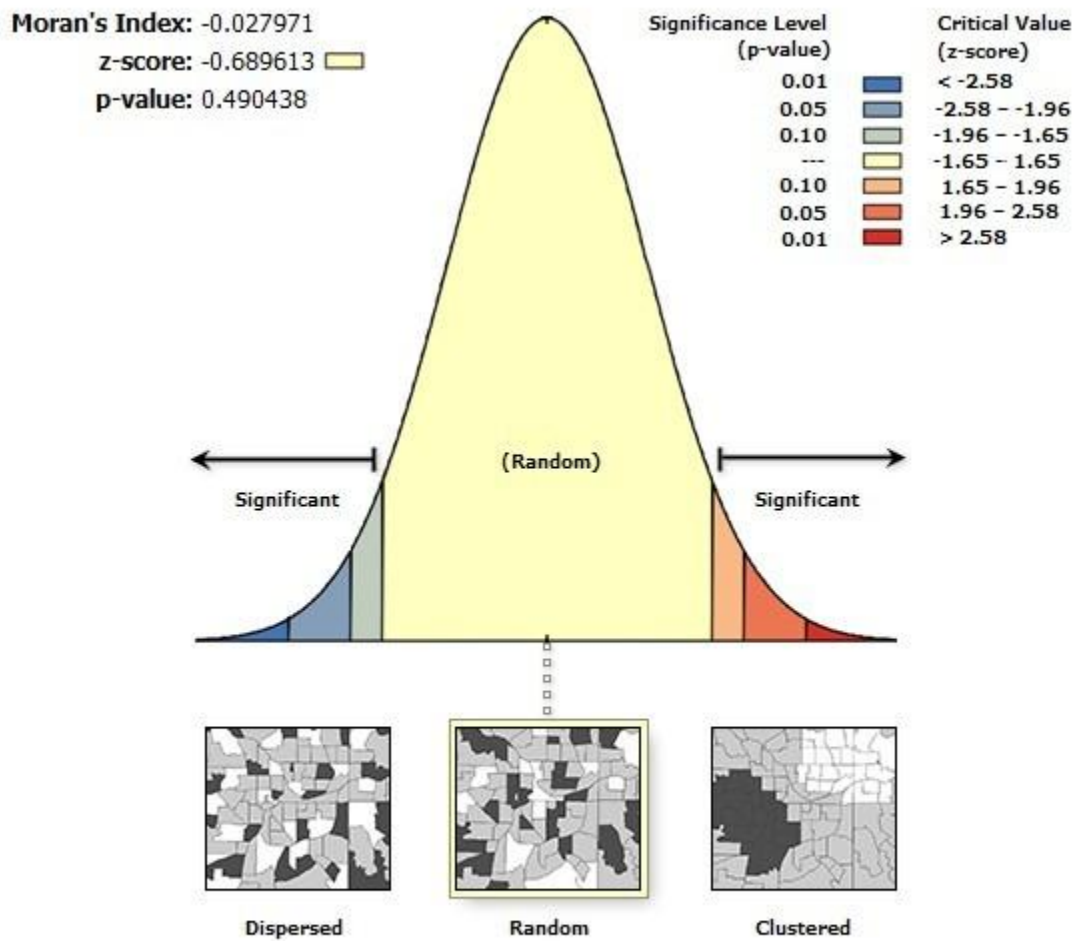 Moran's Index: -0.027971
z-score: -0.689613
p-value: 0.490438
Significance Level
(p-value)
Critical Value
(z-score)
0.01 < -2.58
0.05 -2.58 – -1.96
0.10 -1.96 – -1.65
--- -1.65 – 1.65
0.10 1.65 – 1.96
0.05 1.96 – 2.58
0.01 > 2.58
(Random)
Significant
Significant
Dispersed
Random
Clustered